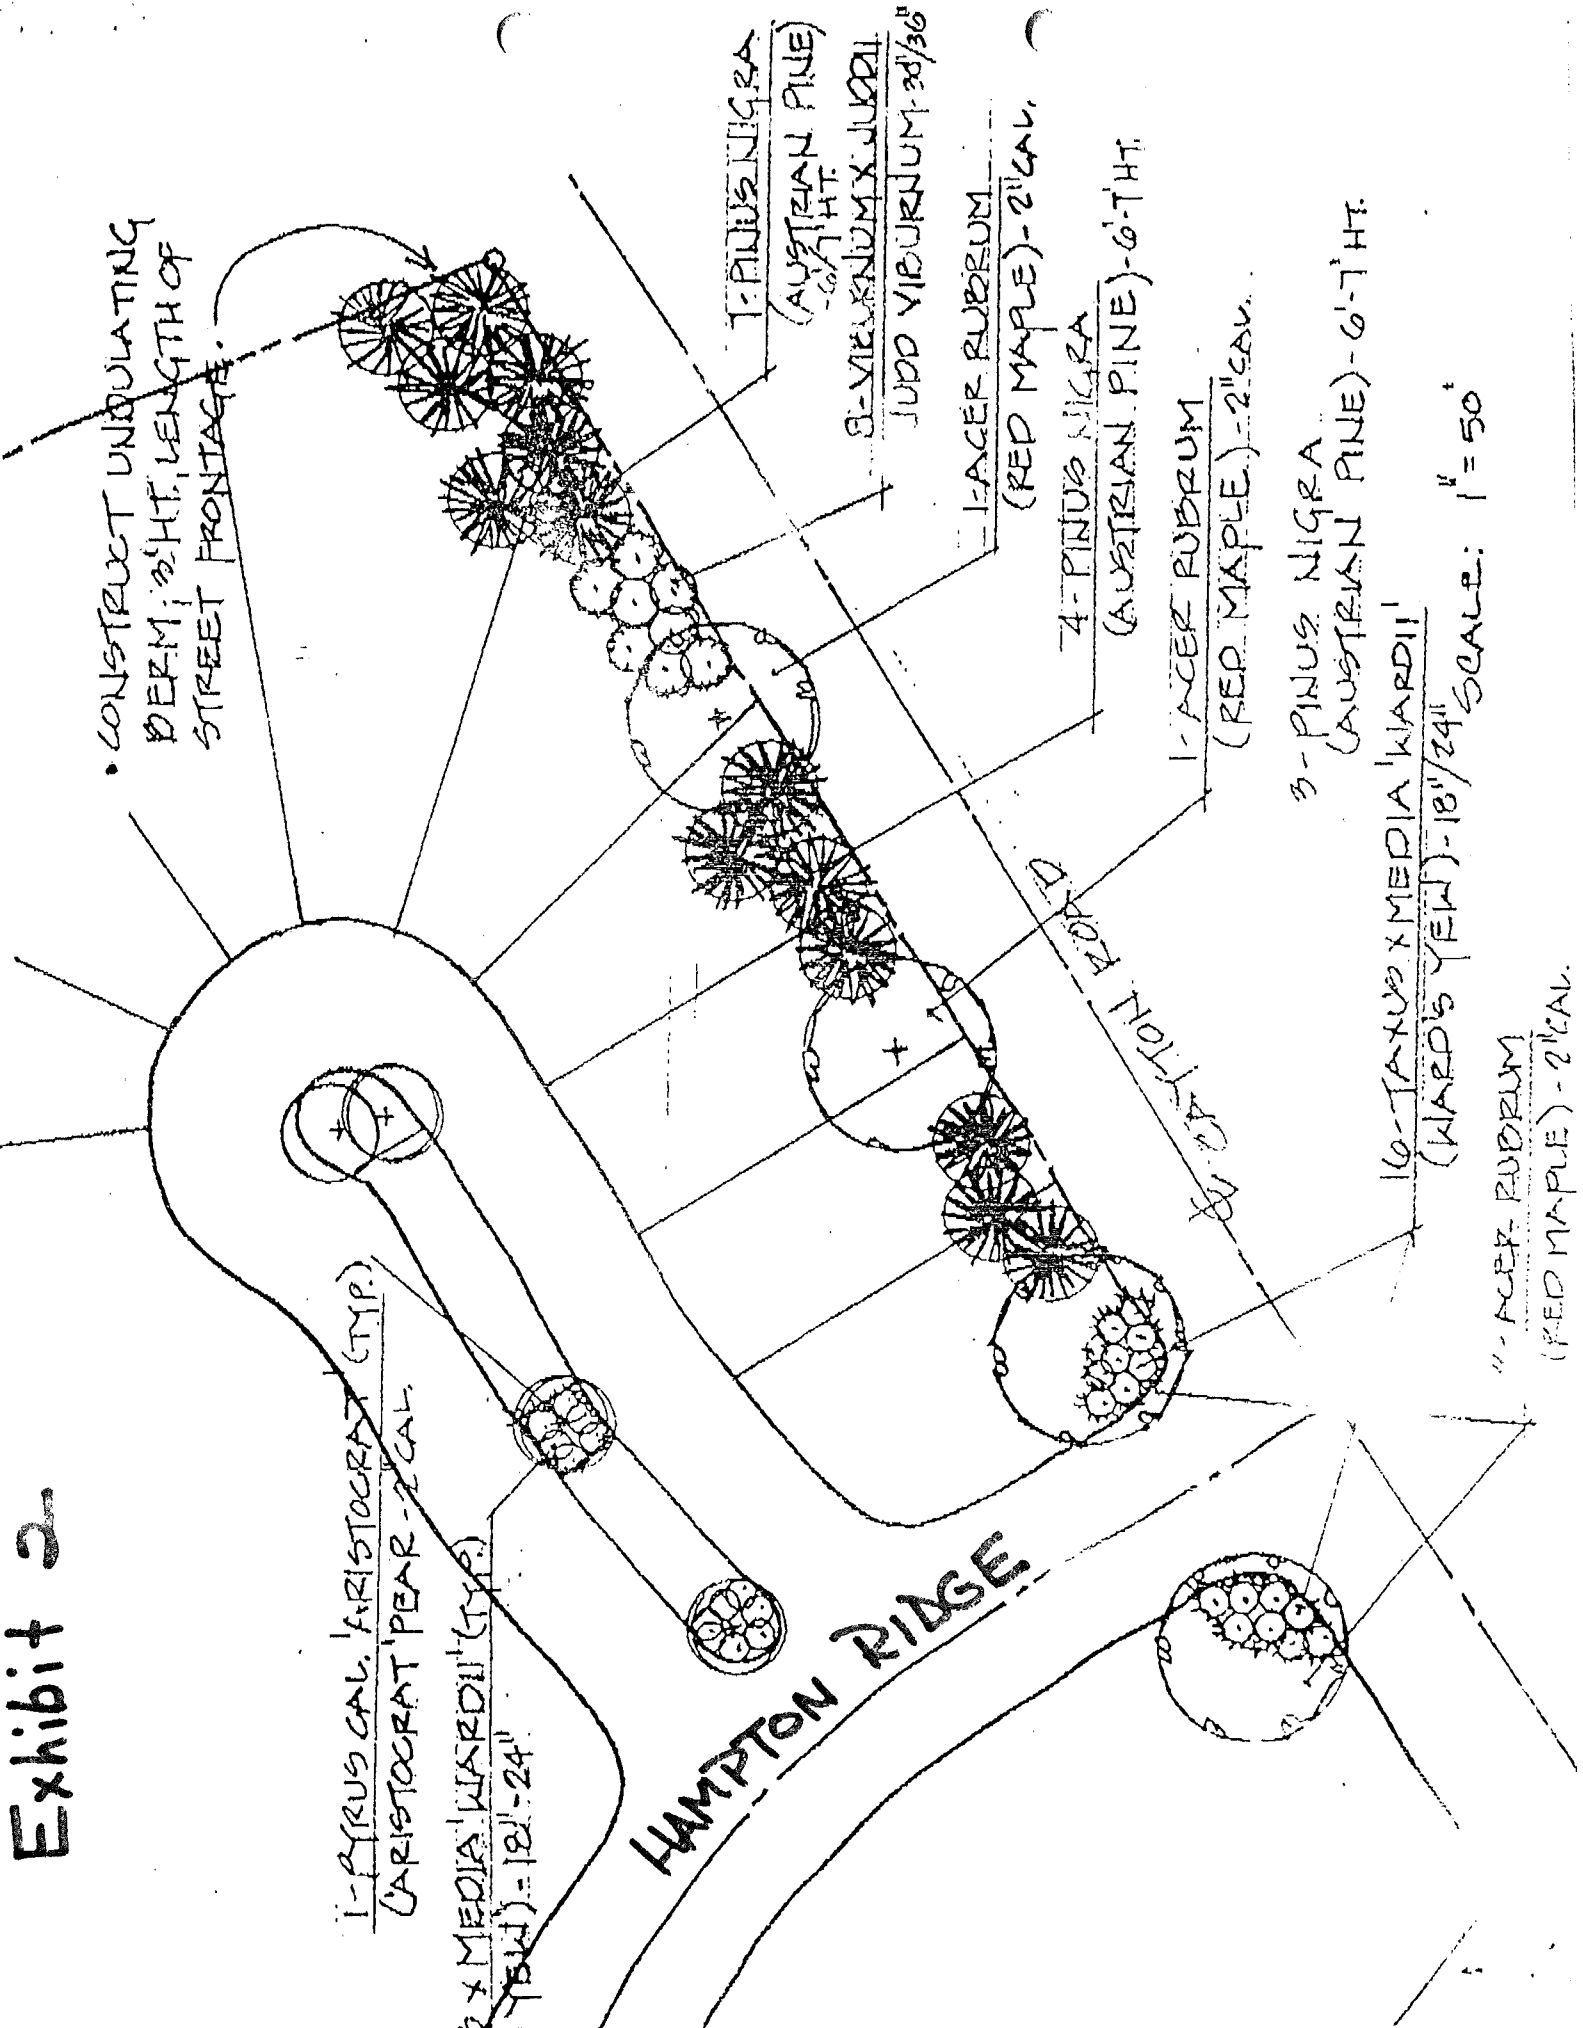 Exhibit 2
• CONSTRUCT UNDULATING
BERM; 3' HT. LENGTH OF
STREET FRONTAGE.
1-PYRUS CAL. 'ARISTOCRAT' (TYP.)
('ARISTOCRAT' PEAR - 2" CAL.
X MEDIA 'WARDII' (TYP.)
YEW) = 18"-24"
HAMPTON RIDGE
7-PINUS NIGRA
(AUSTRIAN PINE)
-6'/7' HT.
8-VIBURNUM X JUDDII
JUDD VIBURNUM-30"/36"
1-ACER RUBRUM
(RED MAPLE)-2" CAL.
4-PINUS NIGRA
(AUSTRIAN PINE)-6'-7' HT.
1-ACER RUBRUM
(RED MAPLE)-2" CAL.
3-PINUS NIGRA
(AUSTRIAN PINE)-6'-7' HT.
16-TAXUS X MEDIA 'WARDII'
(WARD'S YEW)-18"/24"
SCALE: 1" = 50'
ACER RUBRUM
(RED MAPLE)-2" CAL.